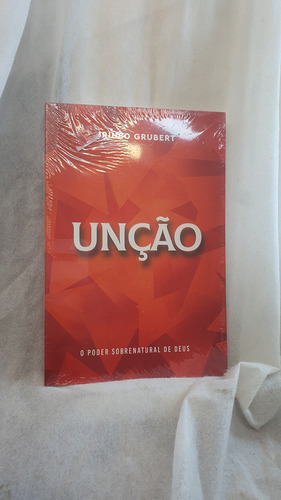 GRUBERT
UNÇÃO
O PODER SOBRENATURAL DE DEUS